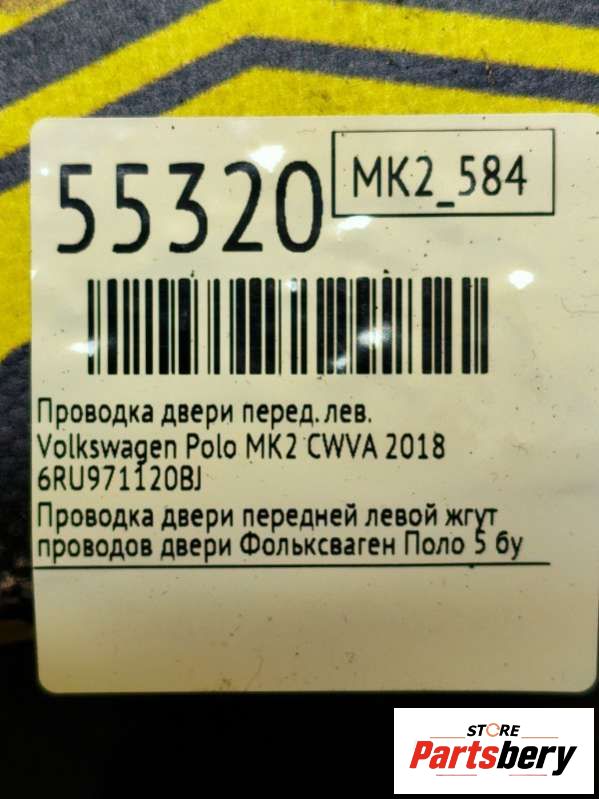 55320
MK2_584
Проводка двери перед. лев.
Volkswagen Polo MK2 CWVA 2018
6RU971120BJ
Проводка двери передней левой жгут
проводов двери Фольксваген Поло 5 бу
STORE
Partsbery